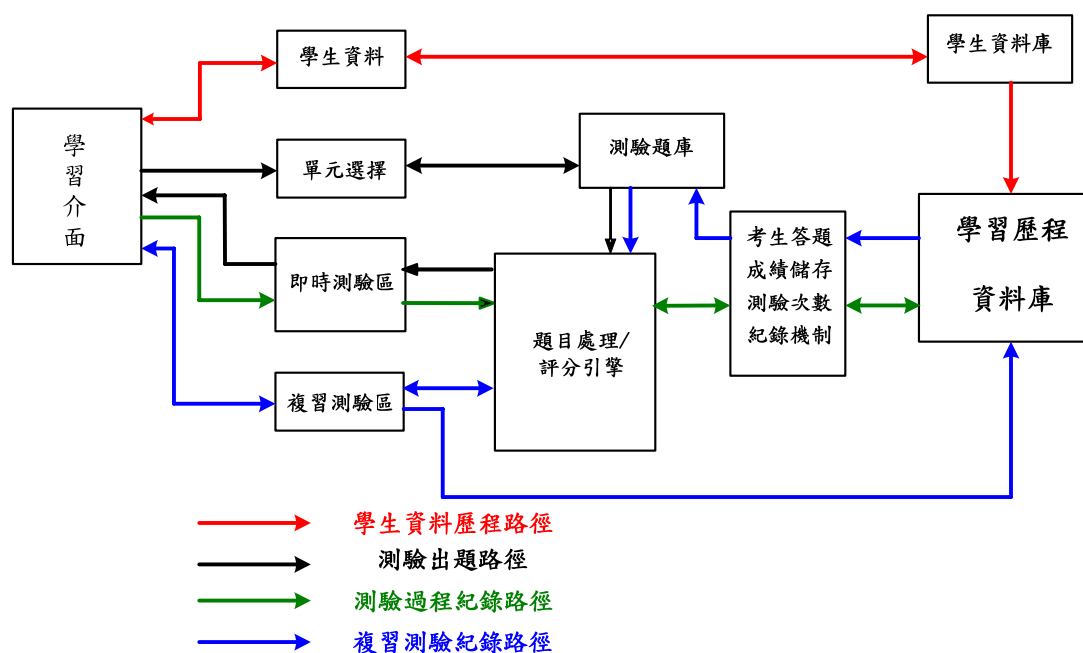 學生資料
學生資料庫
學
習
介
面
單元選擇
測驗題庫
即時測驗區
題目處理/
評分引擎
考生答題
成績儲存
測驗次數
紀錄機制
學習歷程
資料庫
複習測驗區
學生資料歷程路徑
測驗出題路徑
測驗過程紀錄路徑
複習測驗紀錄路徑